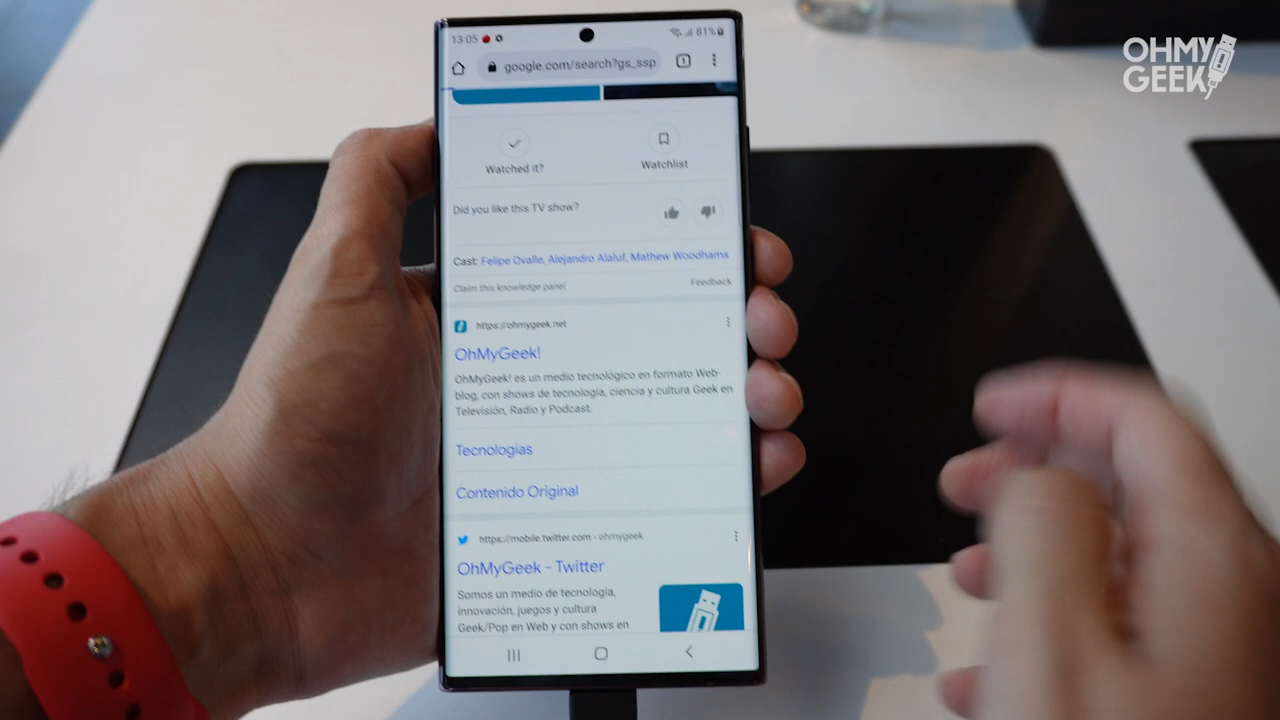 OHMY
GEEK
13:05
81%
google.com/search?gs_ssp
1
Watched it?
Watchlist
Did you like this TV show?
Cast: Felipe Ovalle, Alejandro Alaluf, Mathew Woodhams
Claim this knowledge panel
Feedback
https://ohmygeek.net
OhMyGeek!
OhMyGeek! es un medio tecnológico en formato Web-
blog, con shows de tecnología, ciencia y cultura Geek en
Televisión, Radio y Podcast.
Tecnologías
Contenido Original
https://mobile.twitter.com › ohmygeek
OhMyGeek - Twitter
Somos un medio de tecnología,
innovación, juegos y cultura
Geek/Pop en Web y con shows en